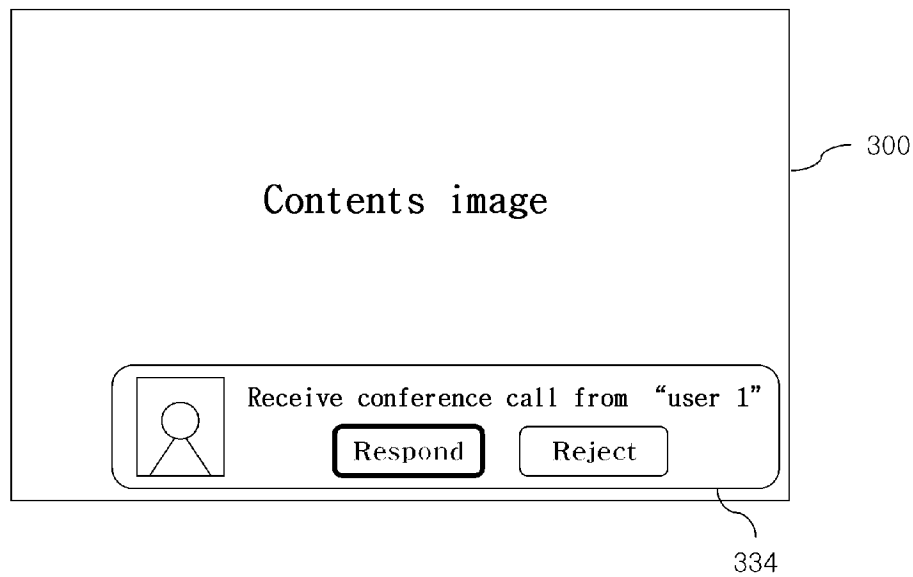 300
Contents image
Receive conference call from “user 1”
Respond
Reject
334